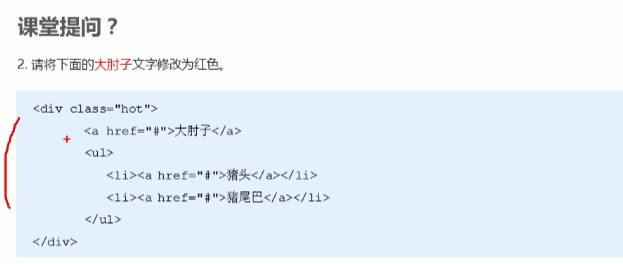 课堂提问？
2. 请将下面的大肘子文字修改为红色。
<div class="hot">
<a href="#">大肘子</a>
<ul>
<li><a href="#">猪头</a></li>
<li><a href="#">猪尾巴</a></li>
</ul>
</div>